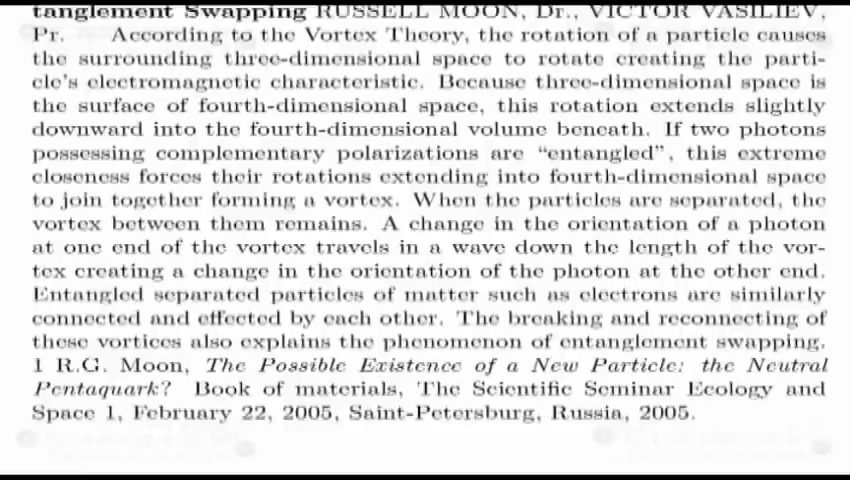 tanglement Swapping RUSSELL MOON, Dr., VICTOR VASILIEV,
Pr. According to the Vortex Theory, the rotation of a particle causes
the surrounding three-dimensional space to rotate creating the parti-
cle's electromagnetic characteristic. Because three-dimensional space is
the surface of fourth-dimensional space, this rotation extends slightly
downward into the fourth-dimensional volume beneath. If two photons
possessing complementary polarizations are "entangled", this extreme
closeness forces their rotations extending into fourth-dimensional space
to join together forming a vortex. When the particles are separated, the
vortex between them remains. A change in the orientation of a photon
at one end of the vortex travels in a wave down the length of the vor-
tex creating a change in the orientation of the photon at the other end.
Entangled separated particles of matter such as electrons are similarly
connected and effected by each other. The breaking and reconnecting of
these vortices also explains the phenomenon of entanglement swapping.
1 R.G. Moon, The Possible Existence of a New Particle: the Neutral
Pentaquark? Book of materials, The Scientific Seminar Ecology and
Space 1, February 22, 2005, Saint-Petersburg, Russia, 2005.